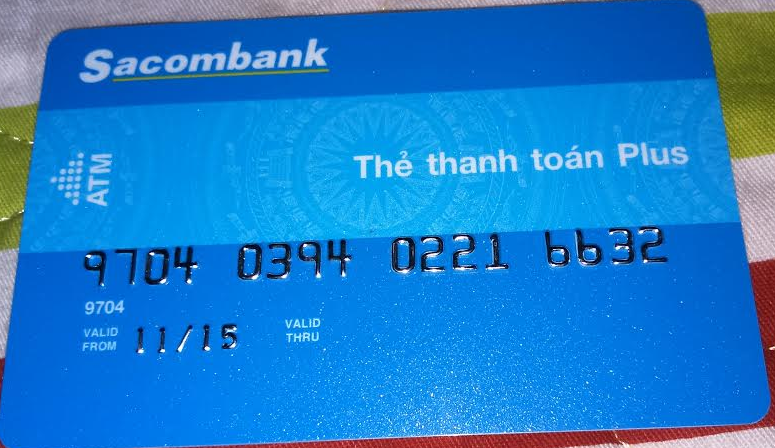 Sacombank
Thẻ thanh toán Plus
ATM
9704 0394 0221 6632
9704
VALID FROM 11/15
VALID THRU